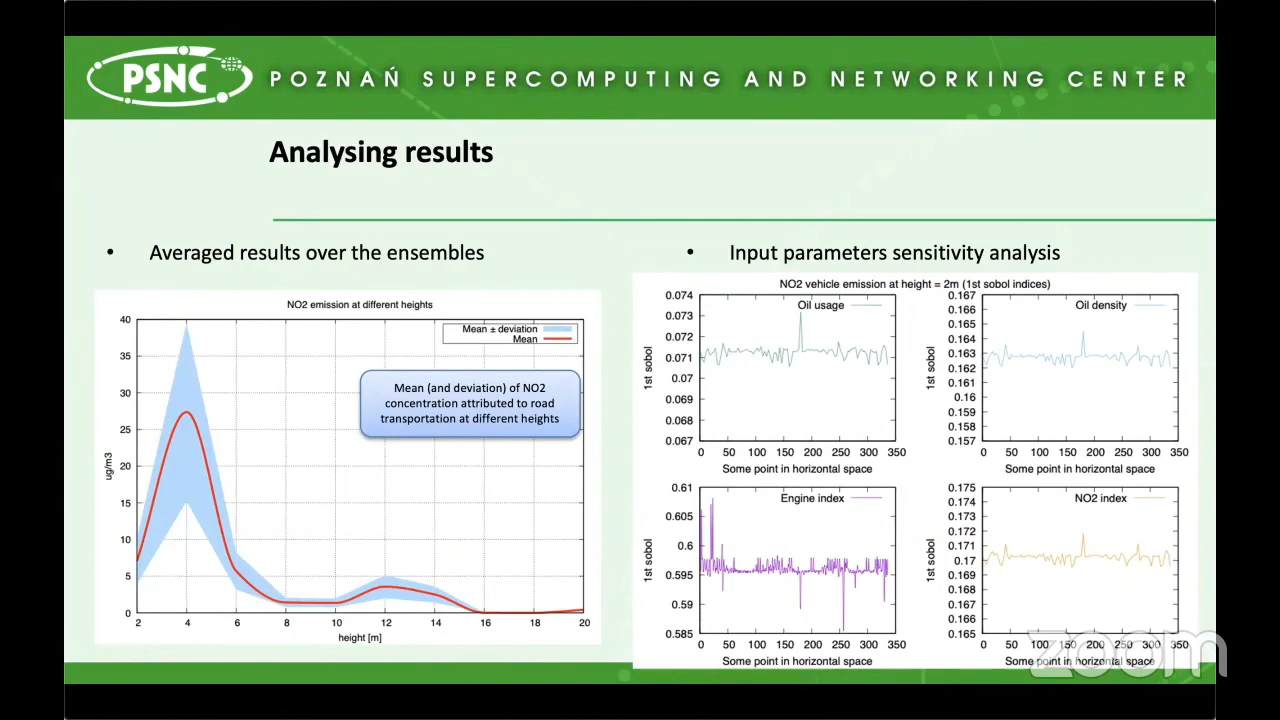 PSNC
POZNAŃ SUPERCOMPUTING AND NETWORKING CENTER
Analysing results
• Averaged results over the ensembles
NO2 emission at different heights
40
35
30
25
20
15
10
5
0
ug/m3
Mean ± deviation
Mean
Mean (and deviation) of NO2
concentration attributed to road
transportation at different heights
2 4 6 8 10 12 14 16 18 20
height [m]
• Input parameters sensitivity analysis
NO2 vehicle emission at height = 2m (1st sobol indices)
0.074
0.073
0.072
0.071
0.07
0.069
0.068
0.067
1st sobol
Oil usage
0 50 100 150 200 250 300 350
Some point in horizontal space
0.167
0.166
0.165
0.164
0.163
0.162
0.161
0.16
0.159
0.158
0.157
1st sobol
Oil density
0 50 100 150 200 250 300 350
Some point in horizontal space
0.61
0.605
0.6
0.595
0.59
0.585
1st sobol
Engine index
0 50 100 150 200 250 300 350
Some point in horizontal space
0.175
0.174
0.173
0.172
0.171
0.17
0.169
0.168
0.167
0.166
0.165
1st sobol
NO2 index
0 50 100 150 200 250 300 350
Some point in horizontal space
zoom